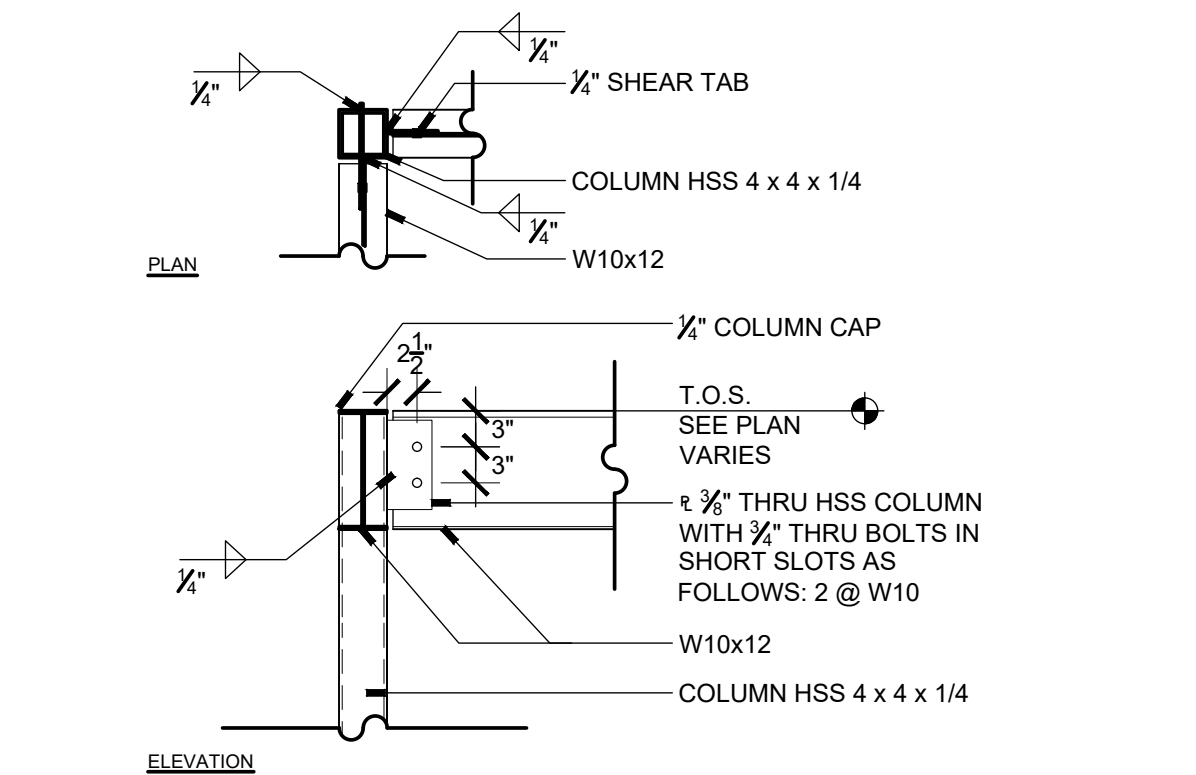 1/4"
1/4"
1/4" SHEAR TAB
COLUMN HSS 4 x 4 x 1/4
1/4"
W10x12
PLAN
1/4" COLUMN CAP
2 1/2"
T.O.S.
SEE PLAN
VARIES
3"
3"
℄ 3/8" THRU HSS COLUMN
WITH 3/4" THRU BOLTS IN
SHORT SLOTS AS
FOLLOWS: 2 @ W10
1/4"
W10x12
COLUMN HSS 4 x 4 x 1/4
ELEVATION